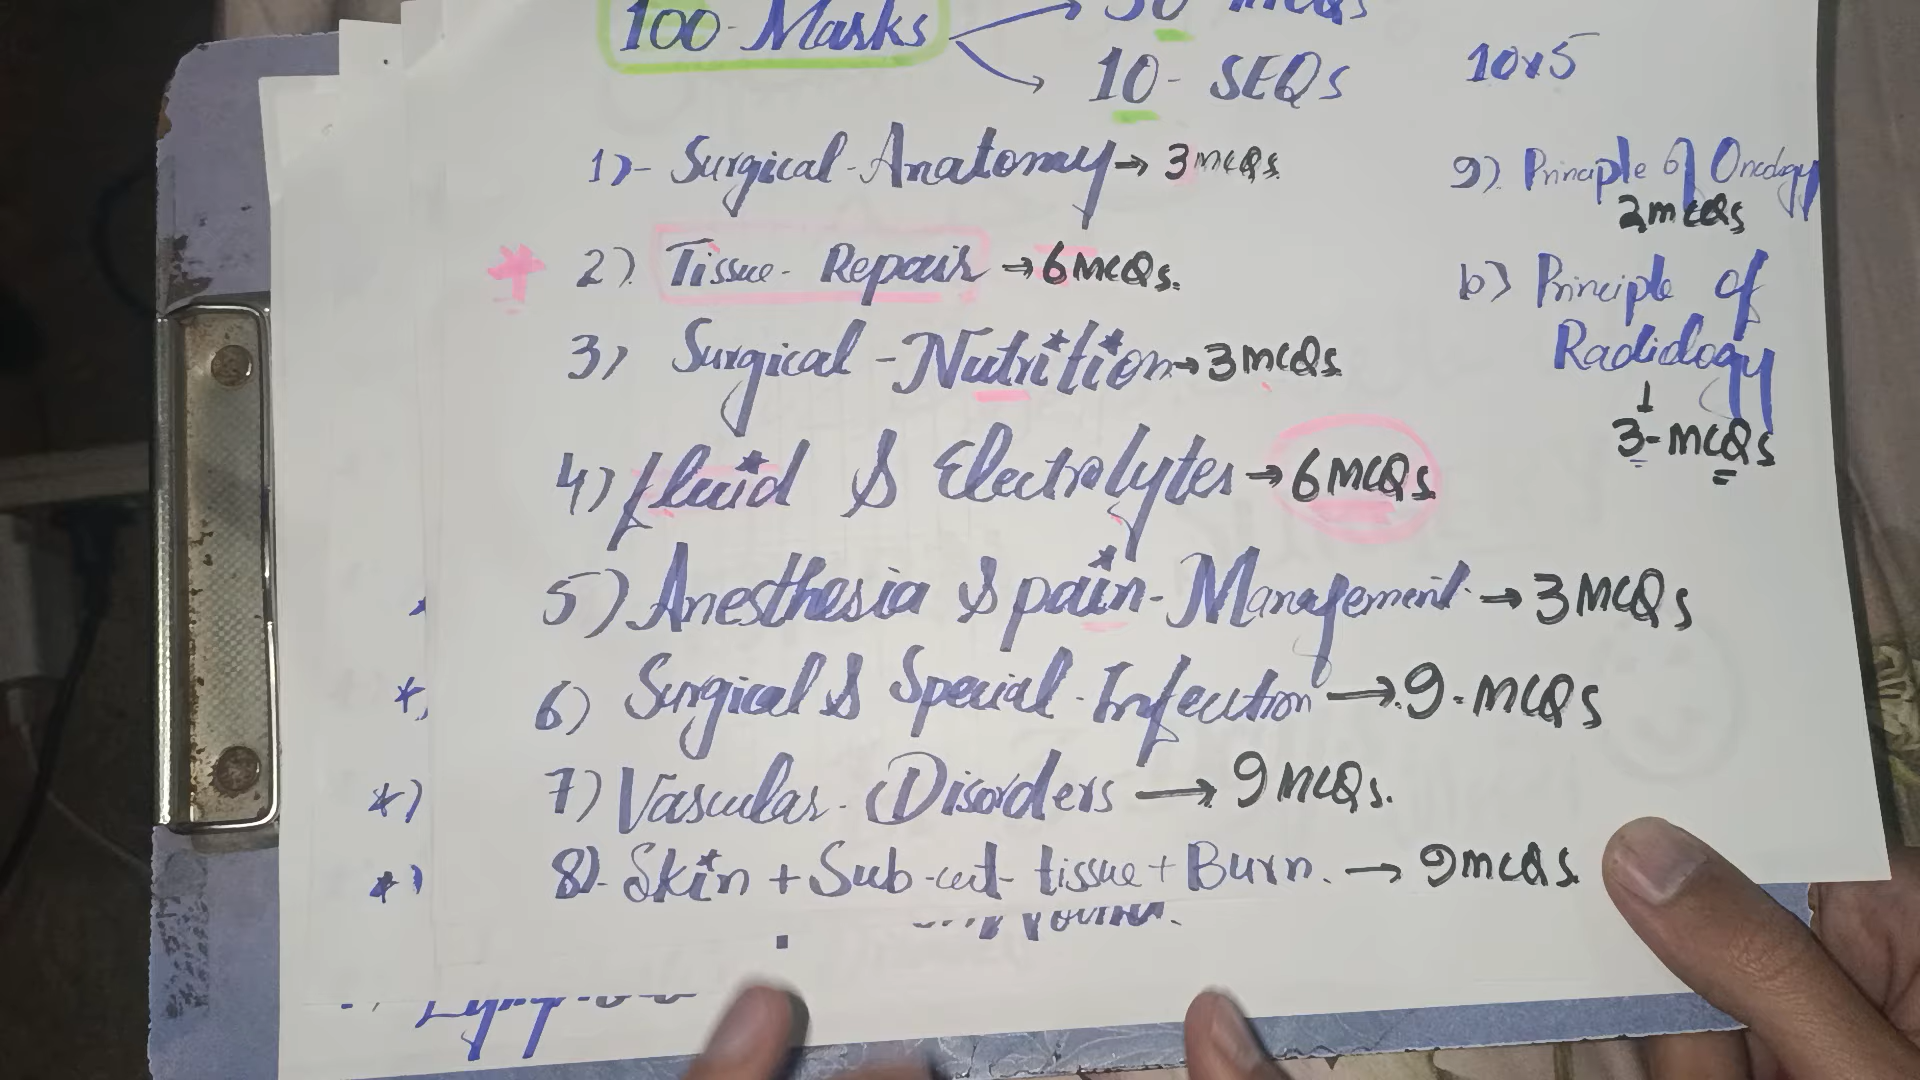 100 Marks
50 MCQs
10- SEQs
10x5
1)- Surgical-Anatomy → 3 MCQs.
2) Tissue- Repair → 6 MCQs.
3) Surgical - Nutrition → 3 MCQs.
4) fluid & Electrolytes → 6 MCQs
5) Anesthesia & pain-Management → 3 MCQs
6) Surgical & Special-Infection → 9-MCQs
7) Vascular-Disorders → 9 MCQs.
8)- Skin + Sub-cut-tissue + Burn. → 9 MCQs.
9) Principle of Oncology
2 MCQs
b) Principle of
Radiology
↓
3-MCQs